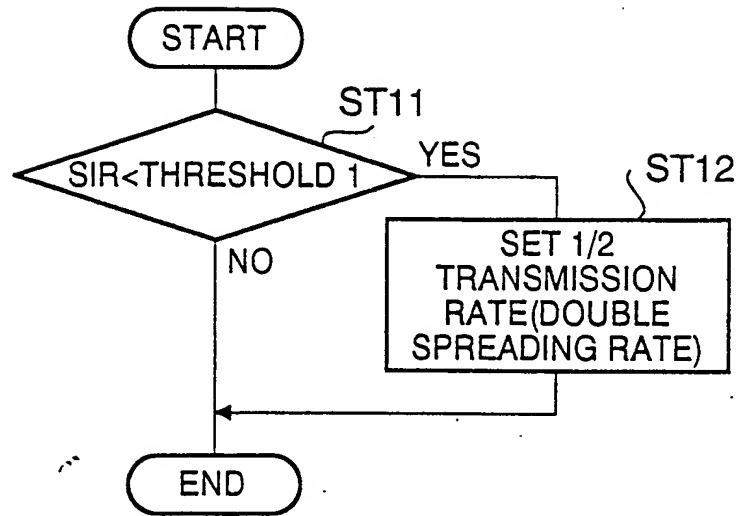 START
ST11
SIR<THRESHOLD 1
YES
ST12
SET 1/2
TRANSMISSION
RATE(DOUBLE
SPREADING RATE)
NO
END